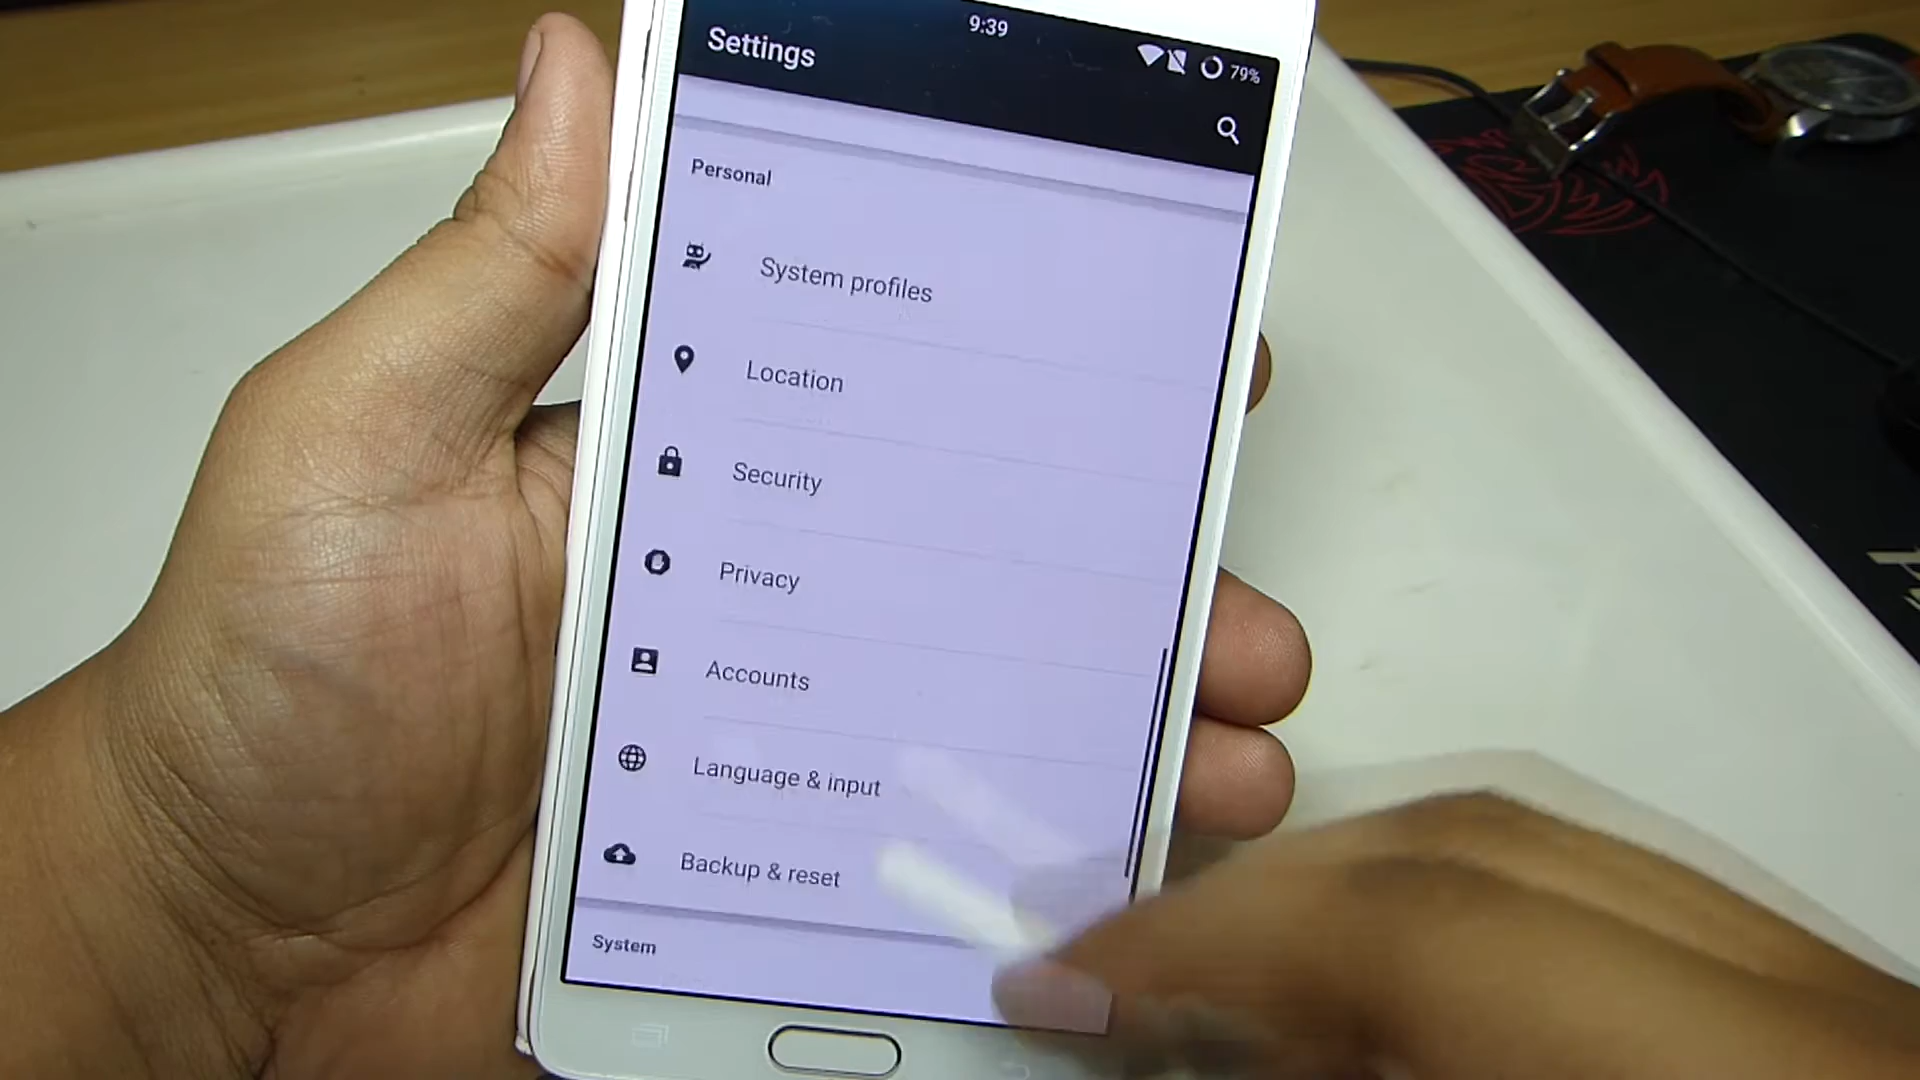 9:39
79%
Settings
Personal
System profiles
Location
Security
Privacy
Accounts
Language & input
Backup & reset
System